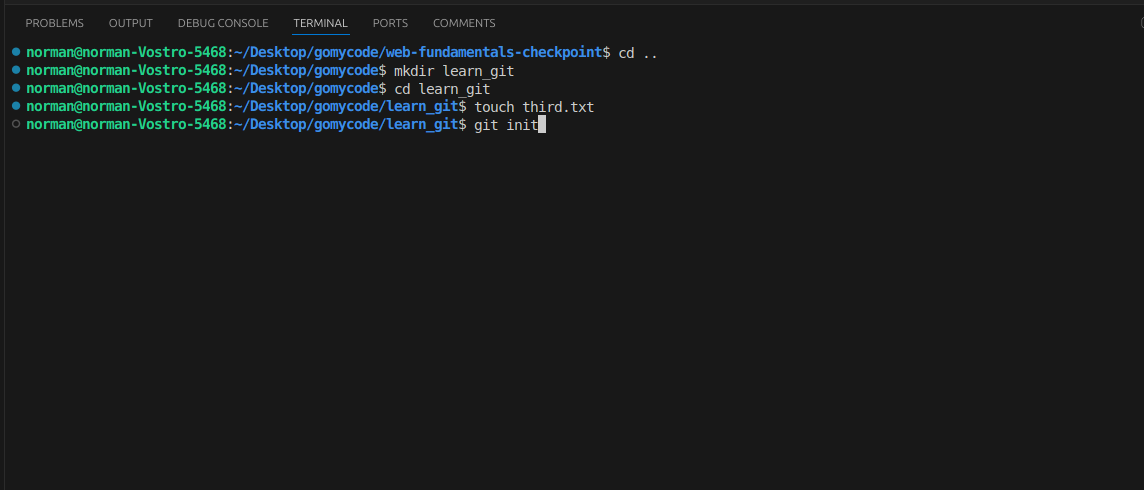 PROBLEMS OUTPUT DEBUG CONSOLE TERMINAL PORTS COMMENTS
norman@norman-Vostro-5468:~/Desktop/gomycode/web-fundamentals-checkpoint$ cd ..
norman@norman-Vostro-5468:~/Desktop/gomycode$ mkdir learn_git
norman@norman-Vostro-5468:~/Desktop/gomycode$ cd learn_git
norman@norman-Vostro-5468:~/Desktop/gomycode/learn_git$ touch third.txt
norman@norman-Vostro-5468:~/Desktop/gomycode/learn_git$ git init